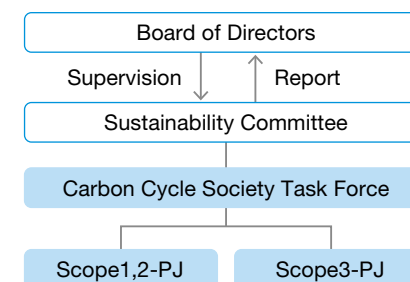 Board of Directors
Supervision
Report
Sustainability Committee
Carbon Cycle Society Task Force
Scope1,2-PJ
Scope3-PJ